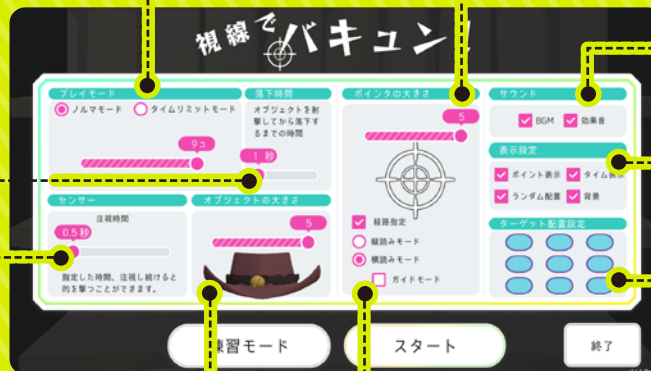 視線でバキュン!
プレイモード
ノルマモード タイムリミットモード
9コ
落下時間
オブジェクトを射
撃してから落下す
るまでの時間
1 秒
センサー
注視時間
0.5秒
指定した時間、注視し続けると
的を撃つことができます。
オブジェクトの大きさ
5
ポインタの大きさ
5
経路指定
縦読みモード
横読みモード
ガイドモード
サウンド
BGM 効果音
表示設定
ポイント表示 タイム表示
ランダム配置 背景
ターゲット配置設定
練習モード
スタート
終了